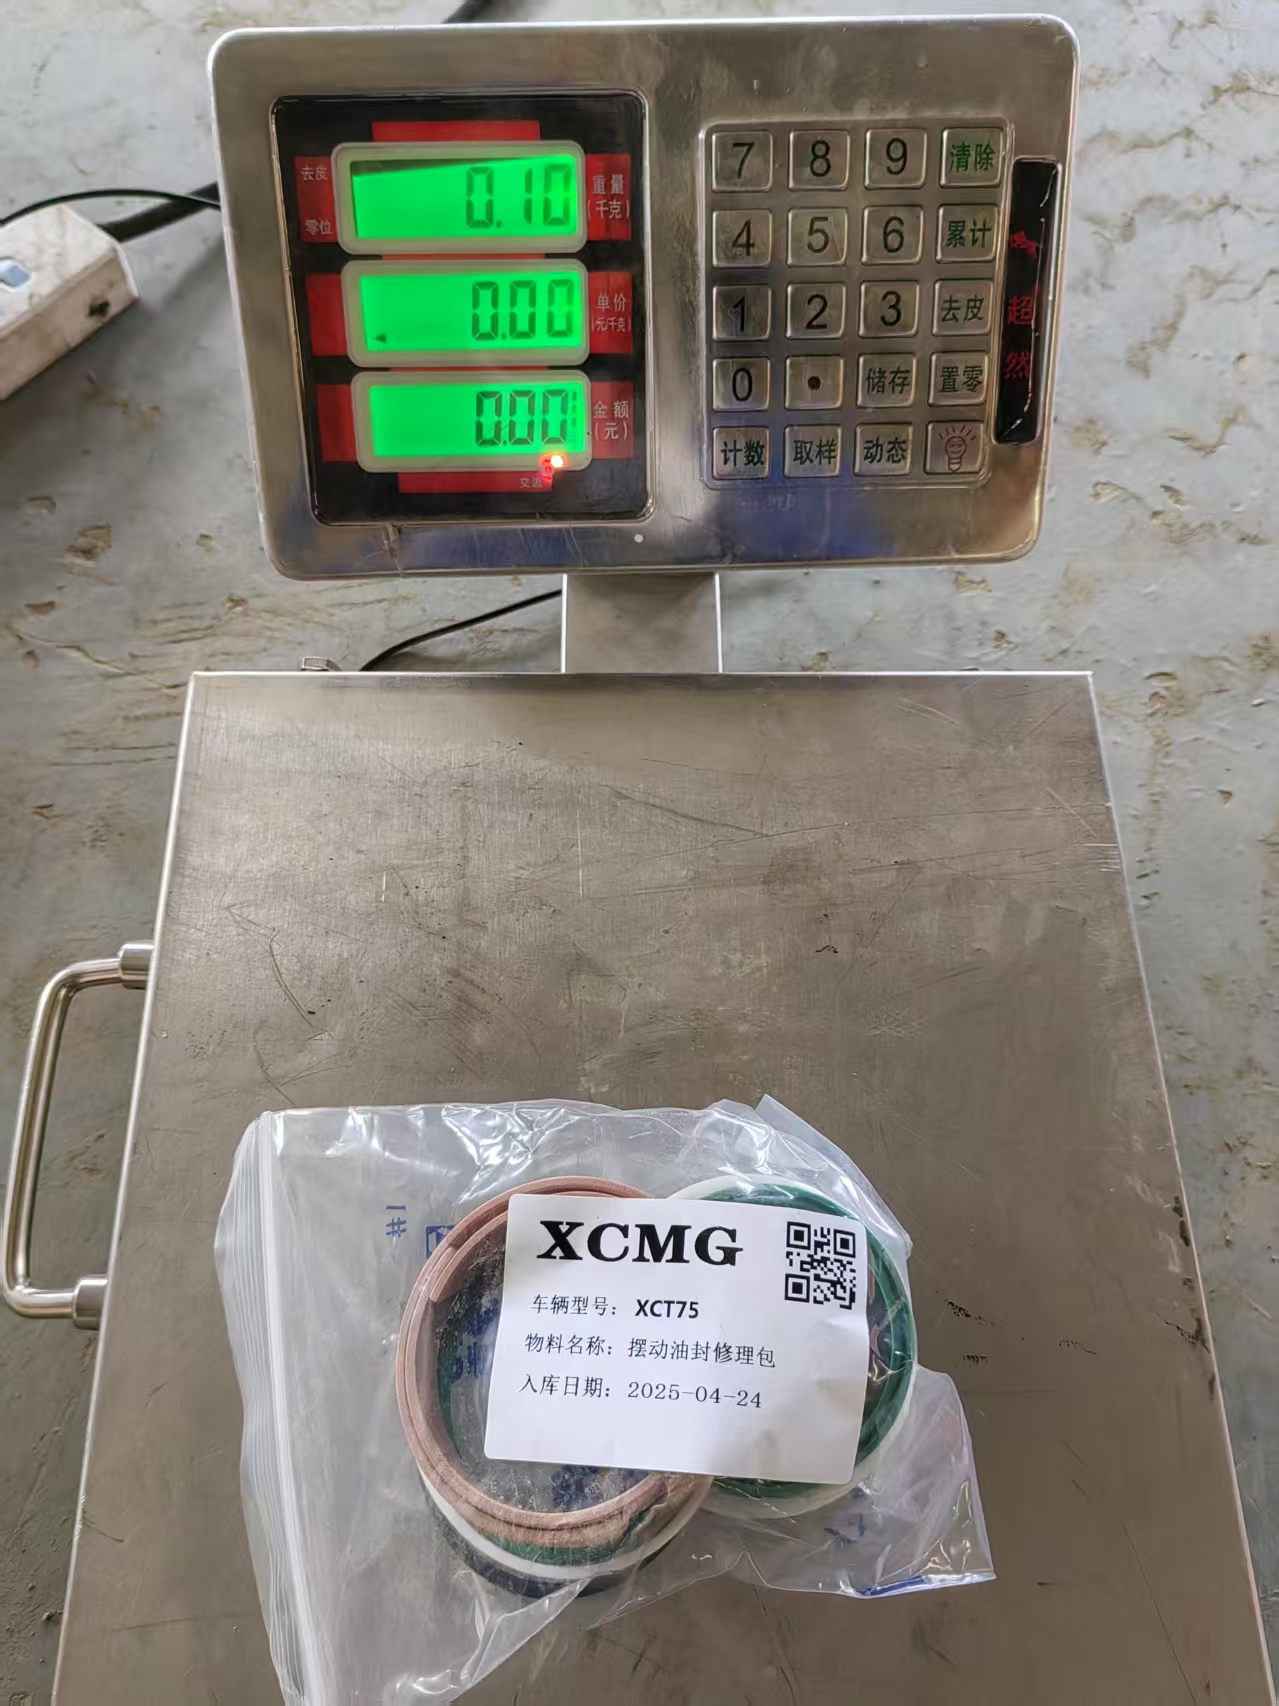 去皮
零位
0.10
重量
(千克)
0.00
单价
(元/千克)
0.00
金额
(元)
交流
7 8 9 清除
4 5 6 累计
1 2 3 去皮
0 . 储存 置零
计数 取样 动态
超然
1#
XCMG
车辆型号： XCT75
物料名称： 摆动油封修理包
入库日期： 2025-04-24